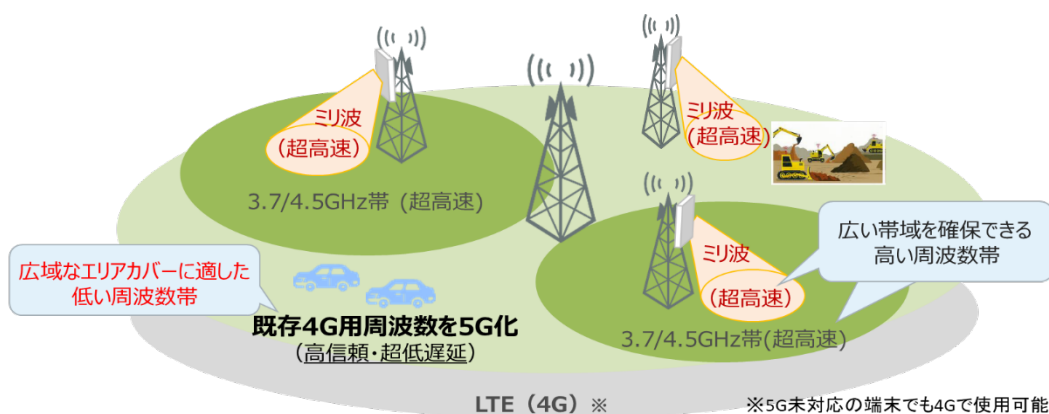 ミリ波
(超高速)
ミリ波
(超高速)
3.7/4.5GHz帯 (超高速)
広い帯域を確保できる
高い周波数帯
ミリ波
(超高速)
広域なエリアカバーに適した
低い周波数帯
既存4G用周波数を5G化
（高信頼・超低遅延）
3.7/4.5GHz帯(超高速)
LTE（4G）※
※5G未対応の端末でも4Gで使用可能